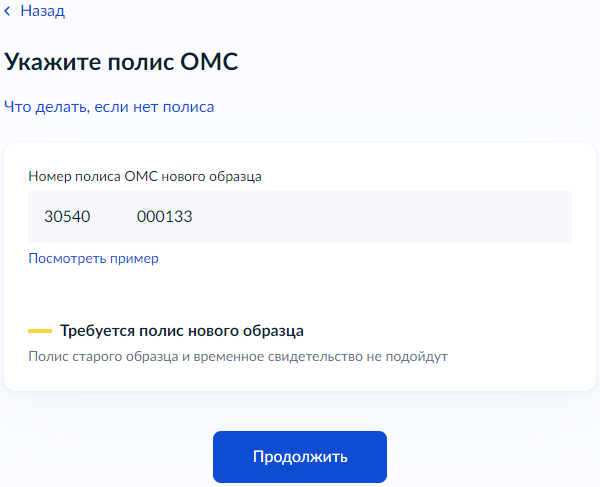 Назад
Укажите полис ОМС
Что делать, если нет полиса
Номер полиса ОМС нового образца
30540 000133
Посмотреть пример
Требуется полис нового образца
Полис старого образца и временное свидетельство не подойдут
Продолжить